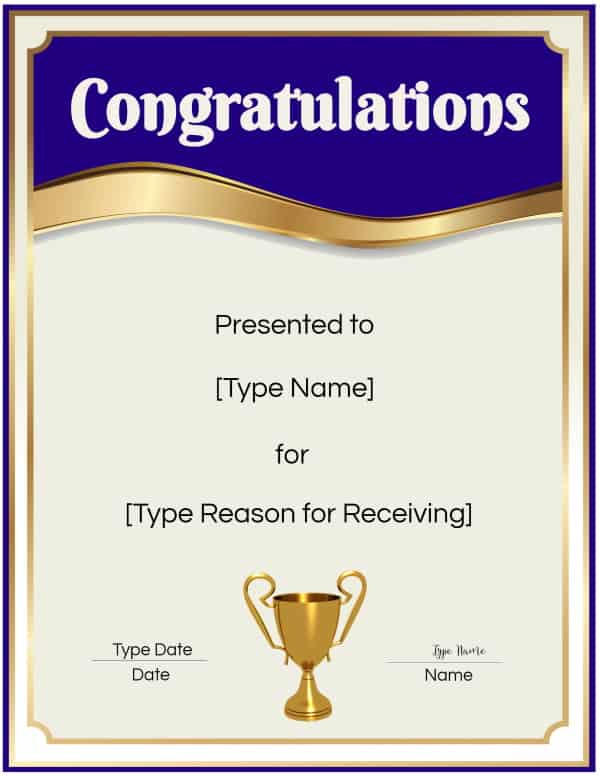 Congratulations
Presented to
[Type Name]
for
[Type Reason for Receiving]
Type Date
Date
Type Name
Name